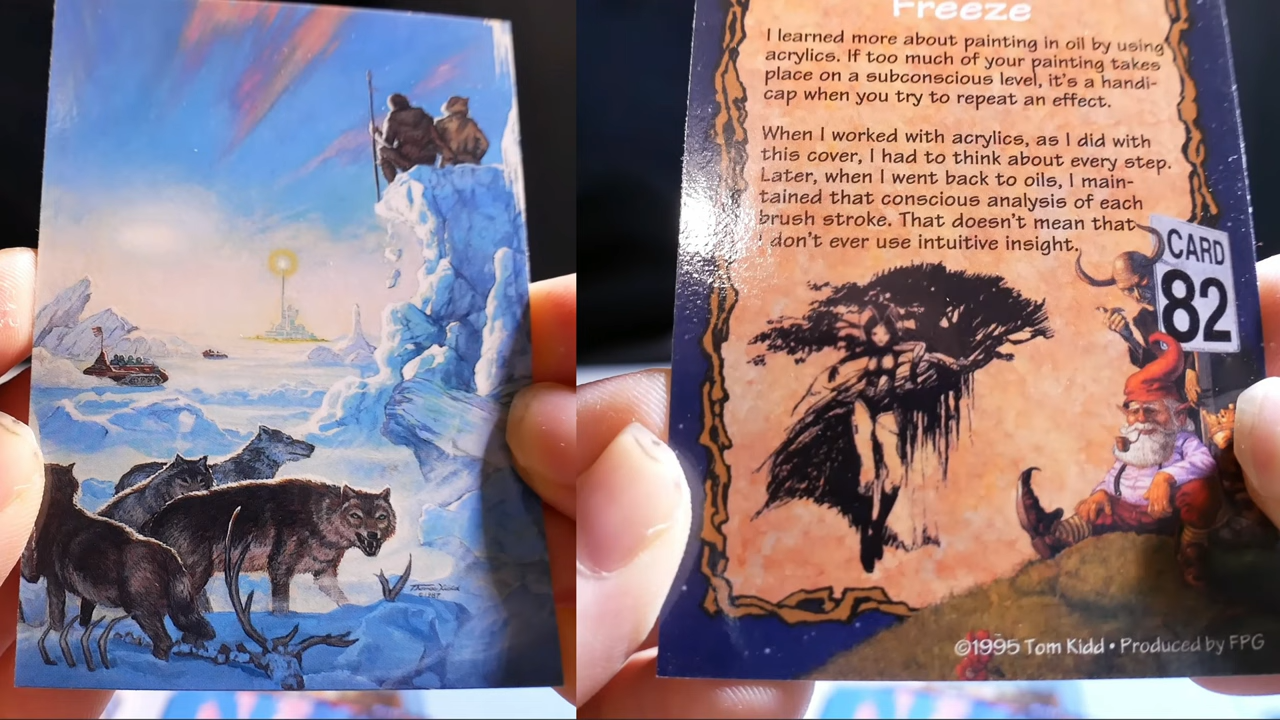 Freeze
I learned more about painting in oil by using
acrylics. If too much of your painting takes
place on a subconscious level, it's a handi-
cap when you try to repeat an effect.
When I worked with acrylics, as I did with
this cover, I had to think about every step.
Later, when I went back to oils, I main-
tained that conscious analysis of each
brush stroke. That doesn't mean that
I don't ever use intuitive insight.
CARD
82
©1995 Tom Kidd • Produced by FPG